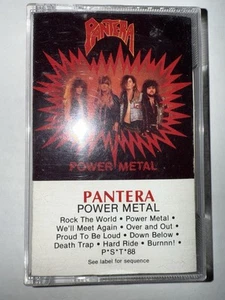 PANTERA
POWER METAL
PANTERA
POWER METAL
Rock The World • Power Metal •
We'll Meet Again • Over and Out •
Proud To Be Loud • Down Below •
Death Trap • Hard Ride • Burnnn! •
P*S*T*88
See label for sequence